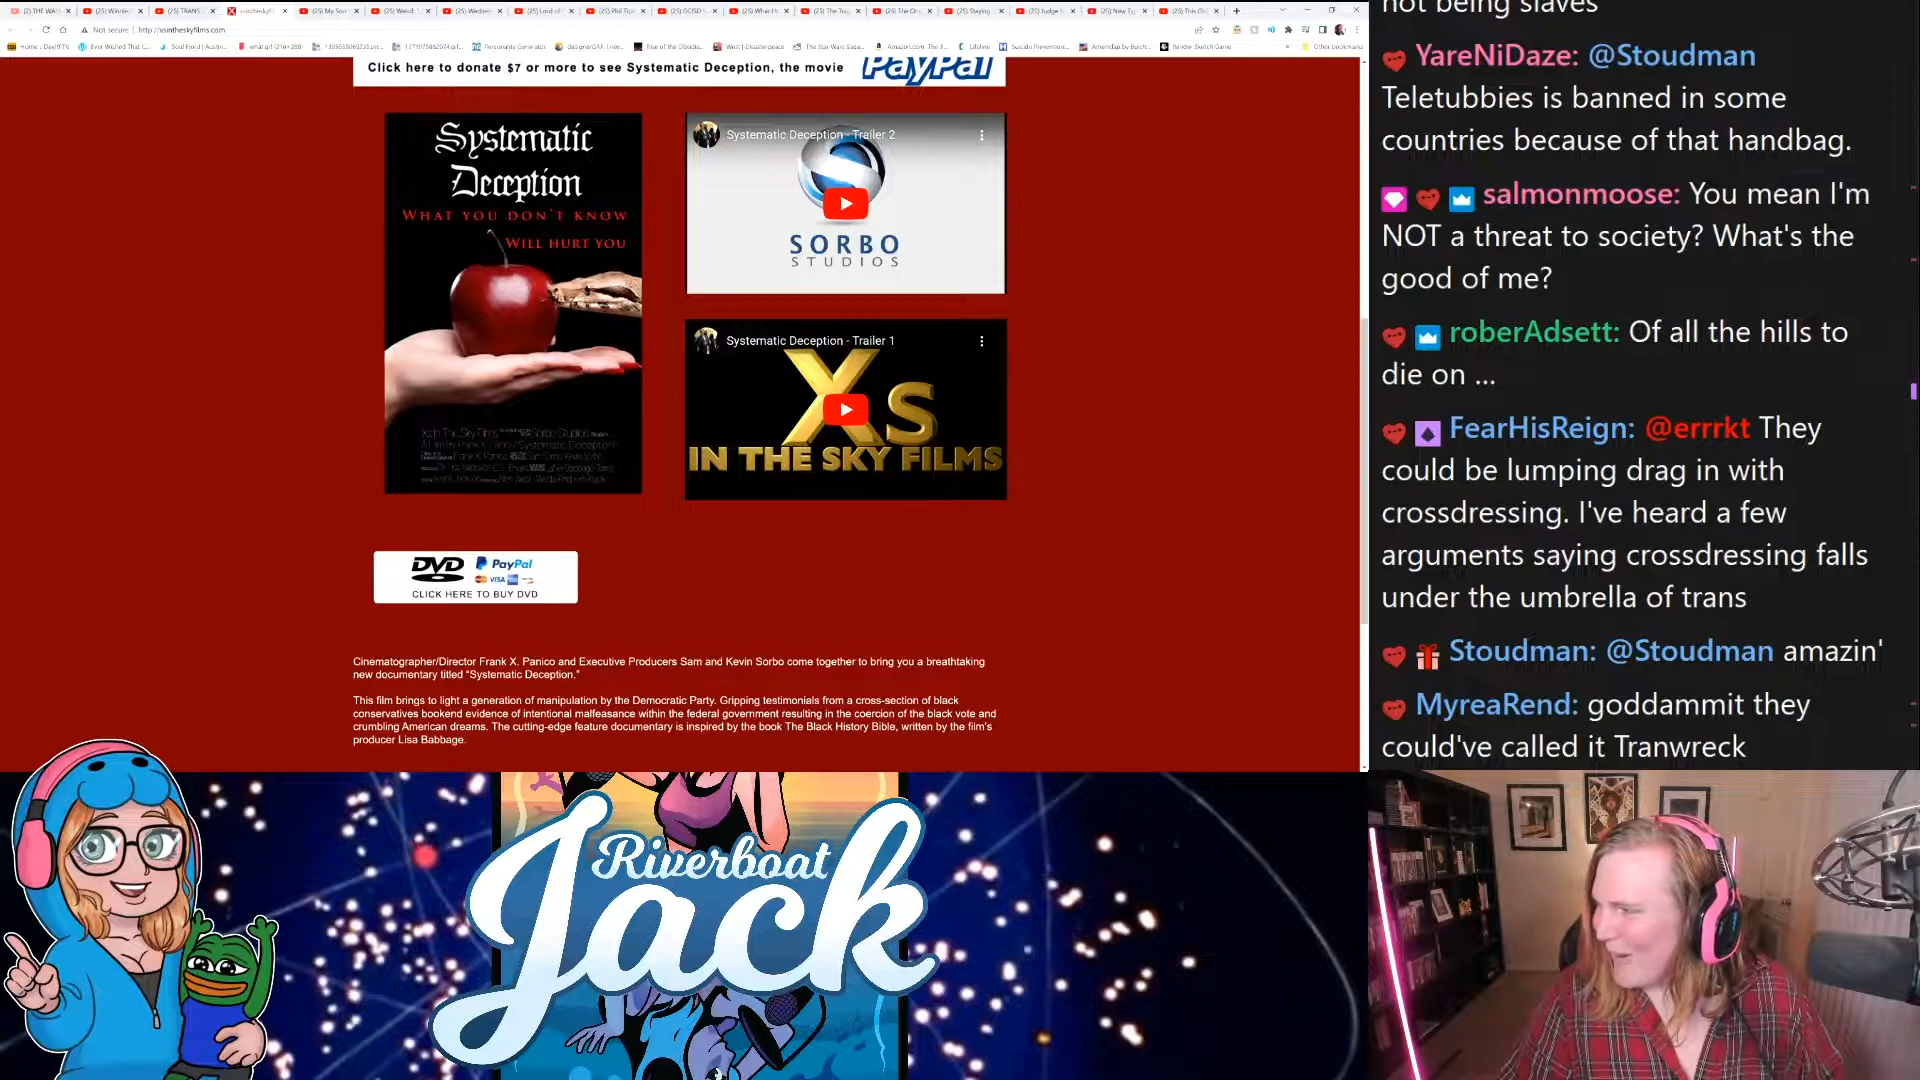 Not secure
http://xsintheskyfilms.com
Click here to donate $7 or more to see Systematic Deception, the movie
PayPal
Systematic
Deception
WHAT YOU DON'T KNOW
WILL HURT YOU
Systematic Deception - Trailer 2
SORBO
STUDIOS
Systematic Deception - Trailer 1
Xs
IN THE SKY FILMS
DVD PayPal
VISA
CLICK HERE TO BUY DVD
Cinematographer/Director Frank X. Panico and Executive Producers Sam and Kevin Sorbo come together to bring you a breathtaking
new documentary titled “Systematic Deception.”
This film brings to light a generation of manipulation by the Democratic Party. Gripping testimonials from a cross-section of black
conservatives bookend evidence of intentional malfeasance within the federal government resulting in the coercion of the black vote and
crumbling American dreams. The cutting-edge feature documentary is inspired by the book The Black History Bible, written by the film's
producer Lisa Babbage.
Riverboat
Jack
not being slaves
YareNiDaze: @Stoudman
Teletubbies is banned in some
countries because of that handbag.
salmonmoose: You mean I'm
NOT a threat to society? What's the
good of me?
roberAdsett: Of all the hills to
die on ...
FearHisReign: @errrkt They
could be lumping drag in with
crossdressing. I've heard a few
arguments saying crossdressing falls
under the umbrella of trans
Stoudman: @Stoudman amazin'
MyreaRend: goddammit they
could've called it Tranwreck